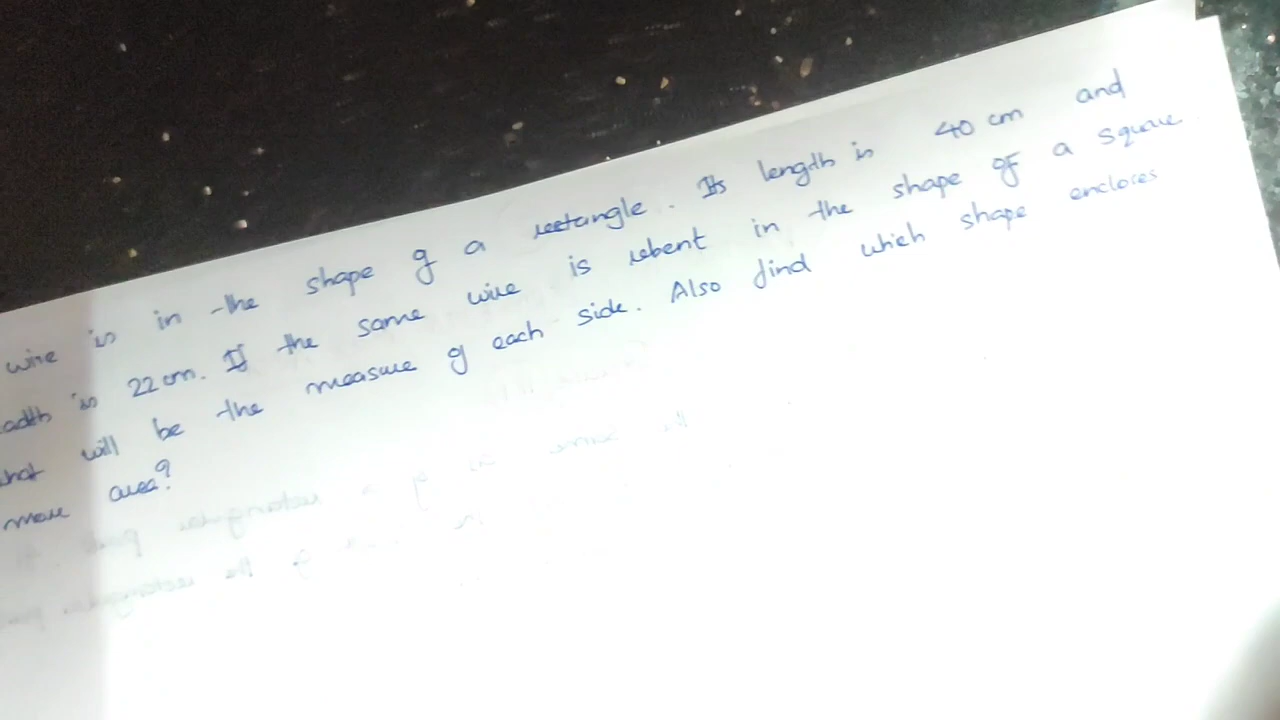 wire is in the shape of a rectangle. Its length is 40 cm and
eadth is 22 cm. If the same wire is rebent in the shape of a square
what will be the measure of each side. Also find which shape encloses
more area?